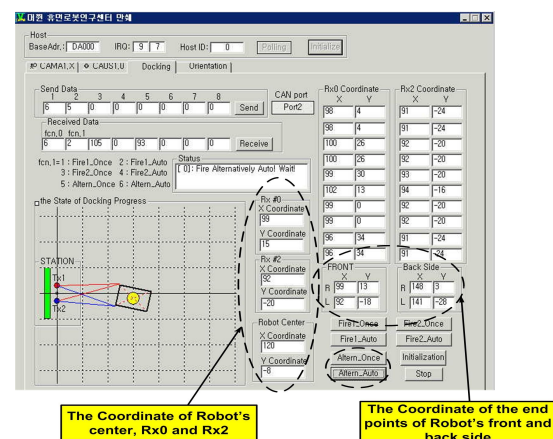 대원 휴먼로봇연구센터 만세
Host
BaseAdr.: DA000 IRQ: 9 7 Host ID: 0 Polling Initialize
CAMA1,X CAUS1,0 Docking Orientation
Send Data
1 2 3 4 5 6 7 8
6 5 0 0 0 0 0 0 Send
CAN port
Port2
Received Data
fcn,0 fcn,1
6 2 105 0 93 0 0 0 Receive
fcn,1=1 : Fire1_Once 2 : Fire1_Auto
3 : Fire2_Once 4 : Fire2_Auto
5 : Altern_Once 6 : Altern_Auto
Status
[ 0]: Fire Alternatively Auto! Wait!
Rx0 Coordinate
X Y
98 4
98 4
100 26
100 26
99 30
102 13
99 0
99 0
96 34
96 34
Rx2 Coordinate
X Y
91 -24
91 -24
92 -20
92 -20
92 -20
94 -16
92 -20
92 -20
91 -24
91 -24
the State of Docking Progress
STATION
Tx1
Tx2
Rx #0
X Coordinate
99
Y Coordinate
15
Rx #2
X Coordinate
92
Y Coordinate
-20
Robot Center
X Coordinate
120
Y Coordinate
-8
FRONT
X Y
R 99 13
L 92 -18
Back Side
X Y
R 148 3
L 141 -28
Fire1_Once Fire2_Once
Fire1_Auto Fire2_Auto
Altern_Once Initialization
Altern_Auto Stop
The Coordinate of Robot's
center, Rx0 and Rx2
The Coordinate of the end
points of Robot's front and
back side